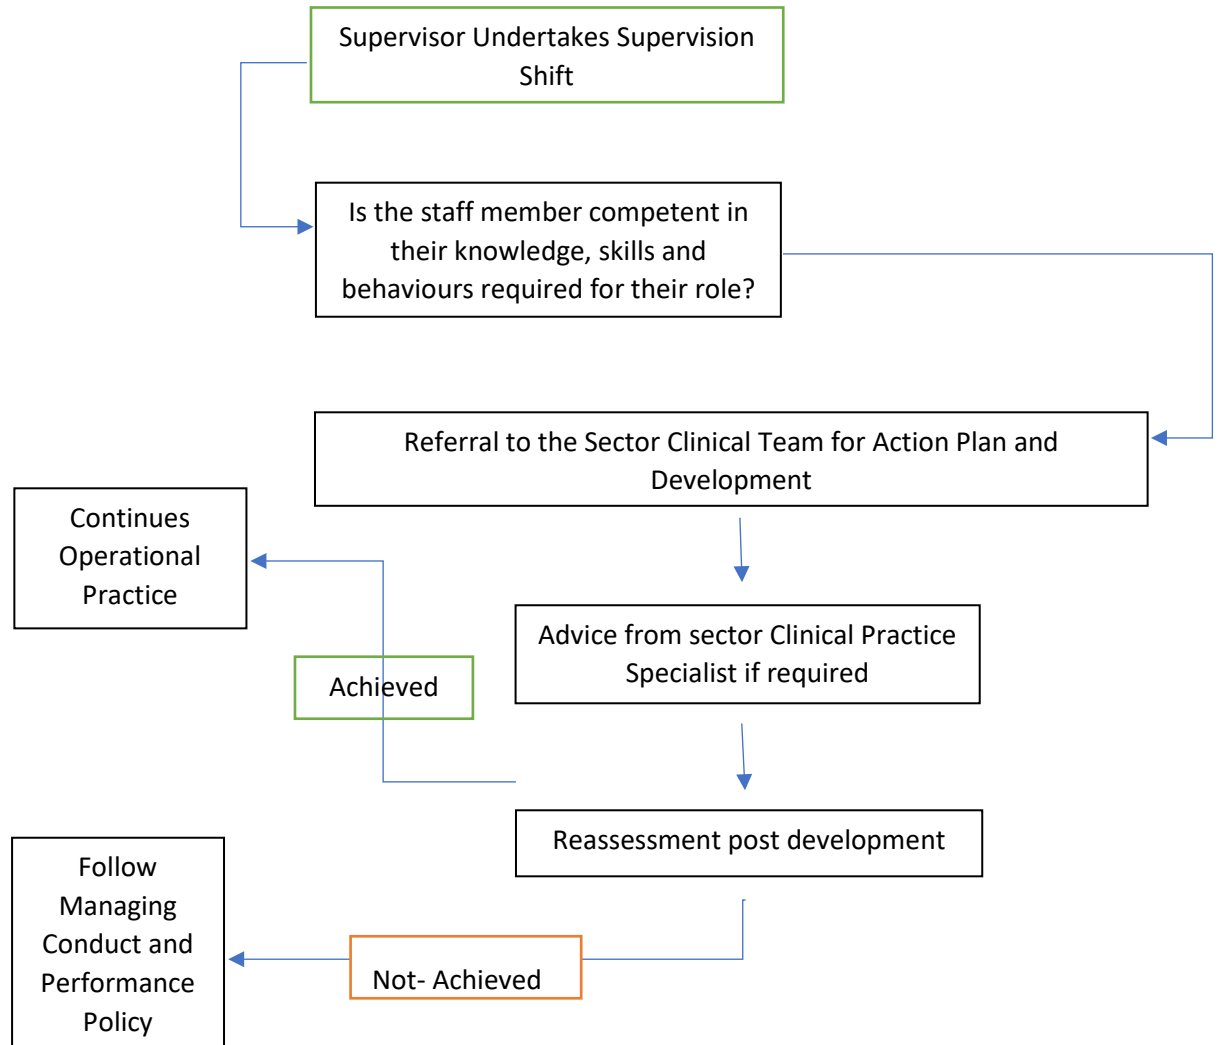 Supervisor Undertakes Supervision
Shift
Is the staff member competent in
their knowledge, skills and
behaviours required for their role?
Referral to the Sector Clinical Team for Action Plan and
Development
Continues
Operational
Practice
Advice from sector Clinical Practice
Specialist if required
Achieved
Reassessment post development
Follow
Managing
Conduct and
Performance
Policy
Not- Achieved